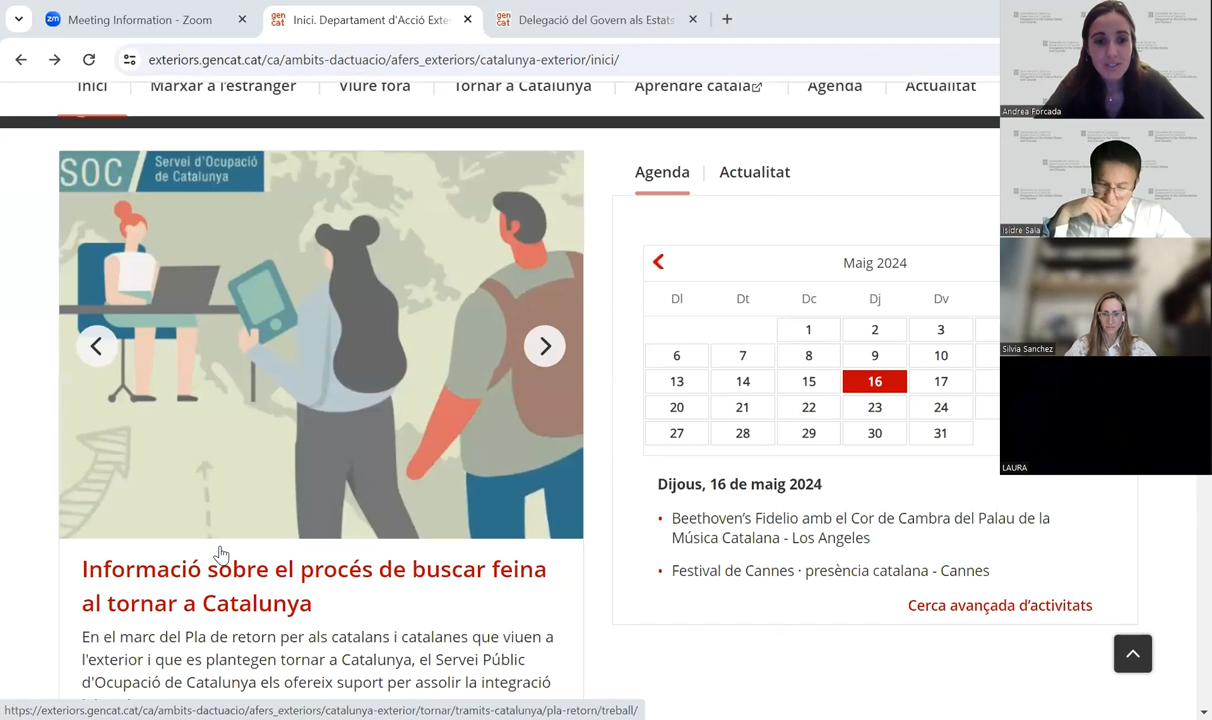 Meeting Information - Zoom
Inici. Departament d'Acció Exte
Delegació del Govern als Estats
exteriors.gencat.cat/ca/ambits-dactuacio/afers_exteriors/catalunya-exterior/inici/
Inici
Marxar a l'estranger
Viure fora
Tornar a Catalunya
Aprendre català
Agenda
Actualitat
SOC
Servei d'Ocupació
de Catalunya
Informació sobre el procés de buscar feina
al tornar a Catalunya
En el marc del Pla de retorn per als catalans i catalanes que viuen a
l'exterior i que es plantegen tornar a Catalunya, el Servei Públic
d'Ocupació de Catalunya els ofereix suport per assolir la integració
Agenda
Actualitat
Maig 2024
Dl Dt Dc Dj Dv
1 2 3
6 7 8 9 10
13 14 15 16 17
20 21 22 23 24
27 28 29 30 31
Dijous, 16 de maig 2024
Beethoven's Fidelio amb el Cor de Cambra del Palau de la
Música Catalana - Los Angeles
Festival de Cannes · presència catalana - Cannes
Cerca avançada d'activitats
https://exteriors.gencat.cat/ca/ambits-dactuacio/afers_exteriors/catalunya-exterior/tornar/tramits-catalunya/pla-retorn/treball/
Andrea Forcada
Isidre Sala
Silvia Sanchez
LAURA